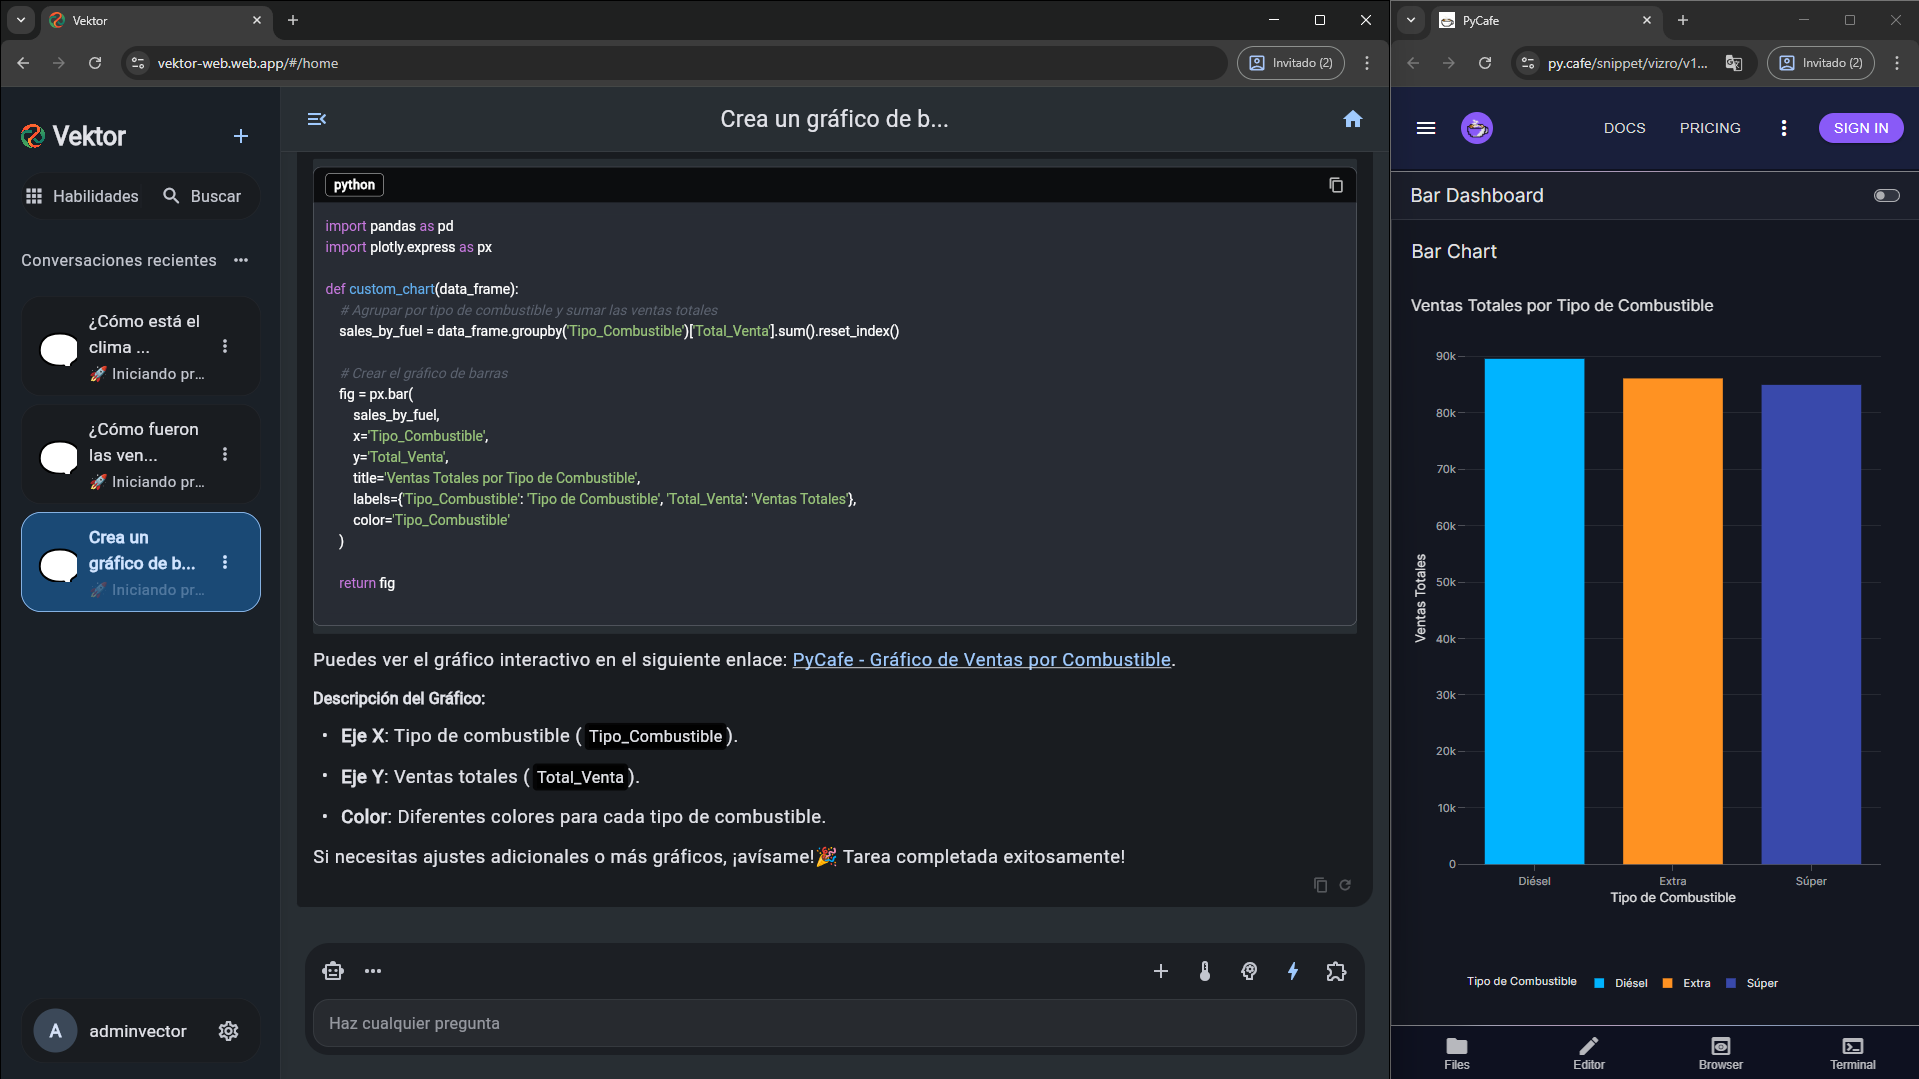 Vektor
vektor-web.web.app/#/home
Invitado (2)
Vektor
Habilidades
Buscar
Conversaciones recientes
¿Cómo está el
clima ...
🚀 Iniciando pr...
¿Cómo fueron
las ven...
🚀 Iniciando pr...
Crea un
gráfico de b...
🚀 Iniciando pr...
A
adminvector
Crea un gráfico de b...
python
import pandas as pd
import plotly.express as px
def custom_chart(data_frame):
# Agrupar por tipo de combustible y sumar las ventas totales
sales_by_fuel = data_frame.groupby('Tipo_Combustible')['Total_Venta'].sum().reset_index()
# Crear el gráfico de barras
fig = px.bar(
sales_by_fuel,
x='Tipo_Combustible',
y='Total_Venta',
title='Ventas Totales por Tipo de Combustible',
labels={'Tipo_Combustible': 'Tipo de Combustible', 'Total_Venta': 'Ventas Totales'},
color='Tipo_Combustible'
)
return fig
Puedes ver el gráfico interactivo en el siguiente enlace: PyCafe - Gráfico de Ventas por Combustible.
Descripción del Gráfico:
• Eje X: Tipo de combustible ( Tipo_Combustible ).
• Eje Y: Ventas totales ( Total_Venta ).
• Color: Diferentes colores para cada tipo de combustible.
Si necesitas ajustes adicionales o más gráficos, ¡avísame!🎉 Tarea completada exitosamente!
Haz cualquier pregunta
PyCafe
py.cafe/snippet/vizro/v1...
Invitado (2)
DOCS
PRICING
SIGN IN
Bar Dashboard
Bar Chart
Ventas Totales por Tipo de Combustible
90k
80k
70k
60k
50k
40k
30k
20k
10k
0
Ventas Totales
Diésel
Extra
Súper
Tipo de Combustible
Tipo de Combustible
Diésel
Extra
Súper
Files
Editor
Browser
Terminal